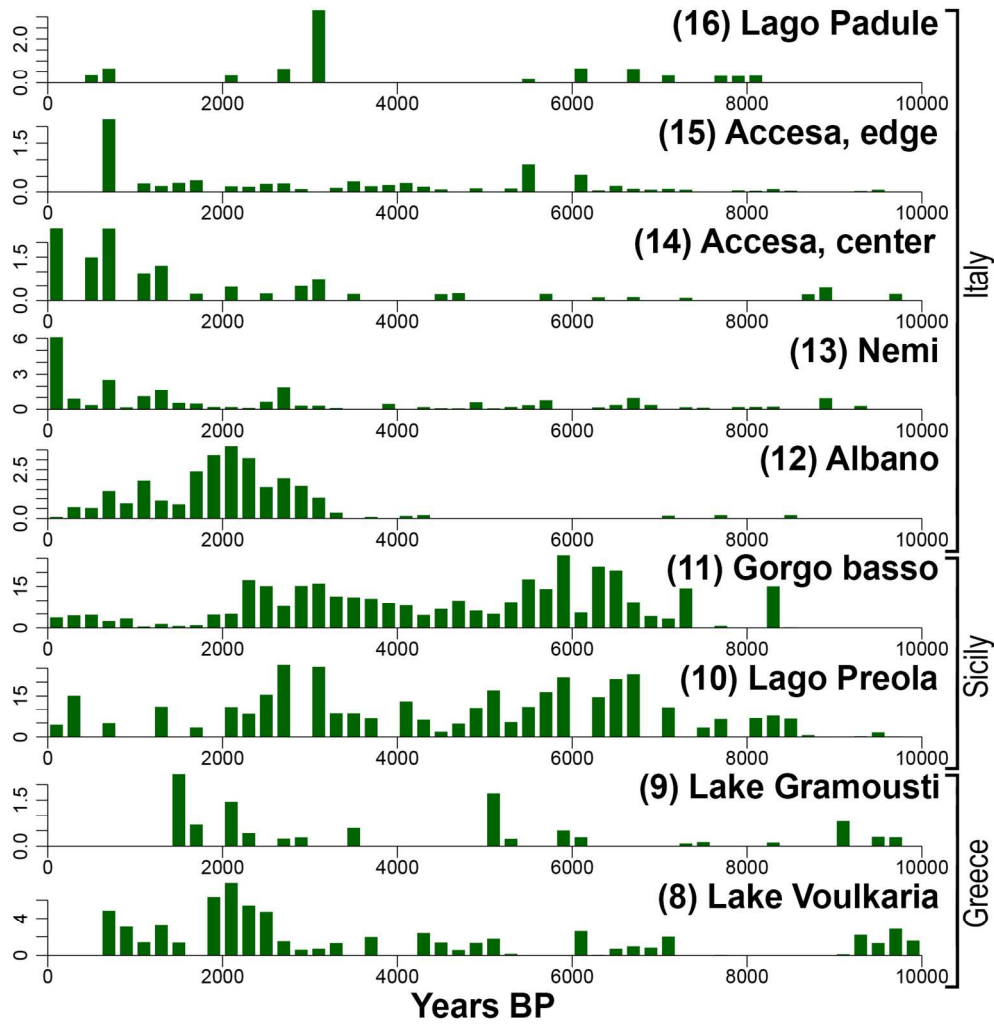 (16) Lago Padule
0.0 2.0
0 2000 4000 6000 8000 10000
(15) Accesa, edge
0.0 1.5
0 2000 4000 6000 8000 10000
(14) Accesa, center
0.0 1.5
0 2000 4000 6000 8000 10000
(13) Nemi
0 3 6
0 2000 4000 6000 8000 10000
(12) Albano
0.0 2.5
0 2000 4000 6000 8000 10000
Italy
(11) Gorgo basso
0 15
0 2000 4000 6000 8000 10000
(10) Lago Preola
0 15
0 2000 4000 6000 8000 10000
Sicily
(9) Lake Gramousti
0.0 1.5
0 2000 4000 6000 8000 10000
(8) Lake Voulkaria
0 4
0 2000 4000 6000 8000 10000
Greece
Years BP